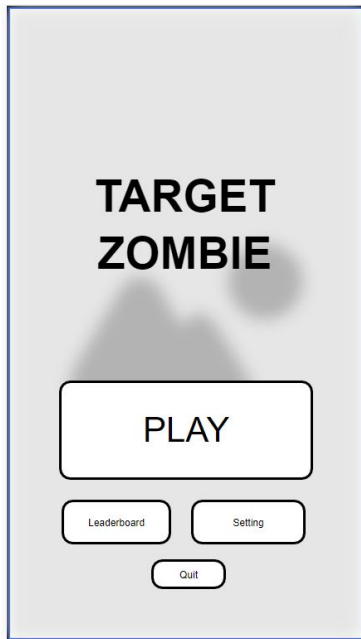 TARGET
ZOMBIE
PLAY
Leaderboard
Setting
Quit